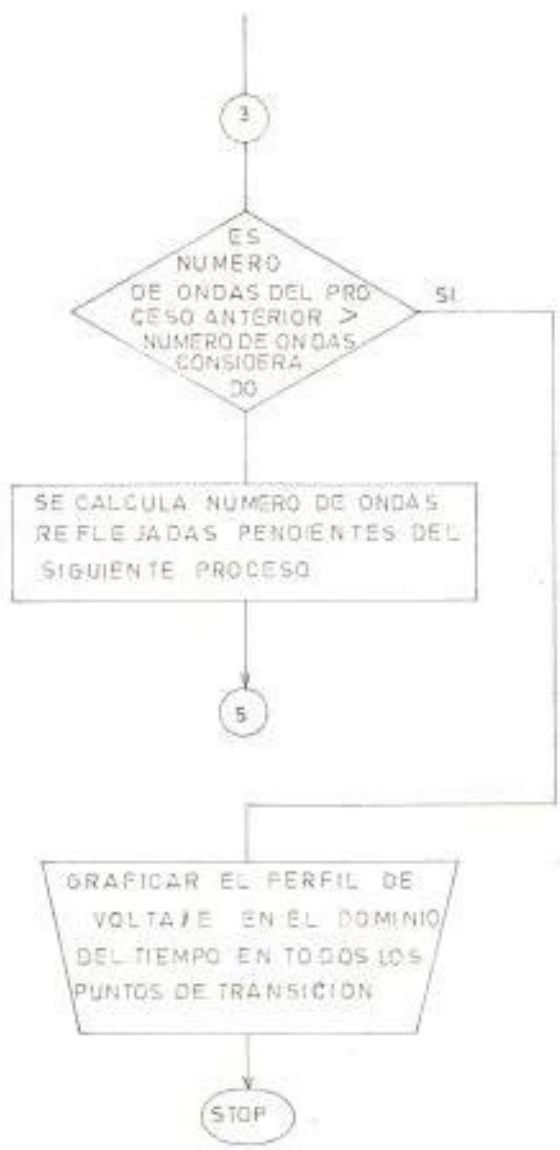 3
ES
NUMERO
DE ONDAS DEL PRO
CESO ANTERIOR >
NUMERO DE ONDAS
CONSIDERA
DO
SI
SE CALCULA NUMERO DE ONDAS
REFLEJADAS PENDIENTES DEL
SIGUIENTE PROCESO
5
GRAFICAR EL PERFIL DE
VOLTAJE EN EL DOMINIO
DEL TIEMPO EN TODOS LOS
PUNTOS DE TRANSICION
STOP